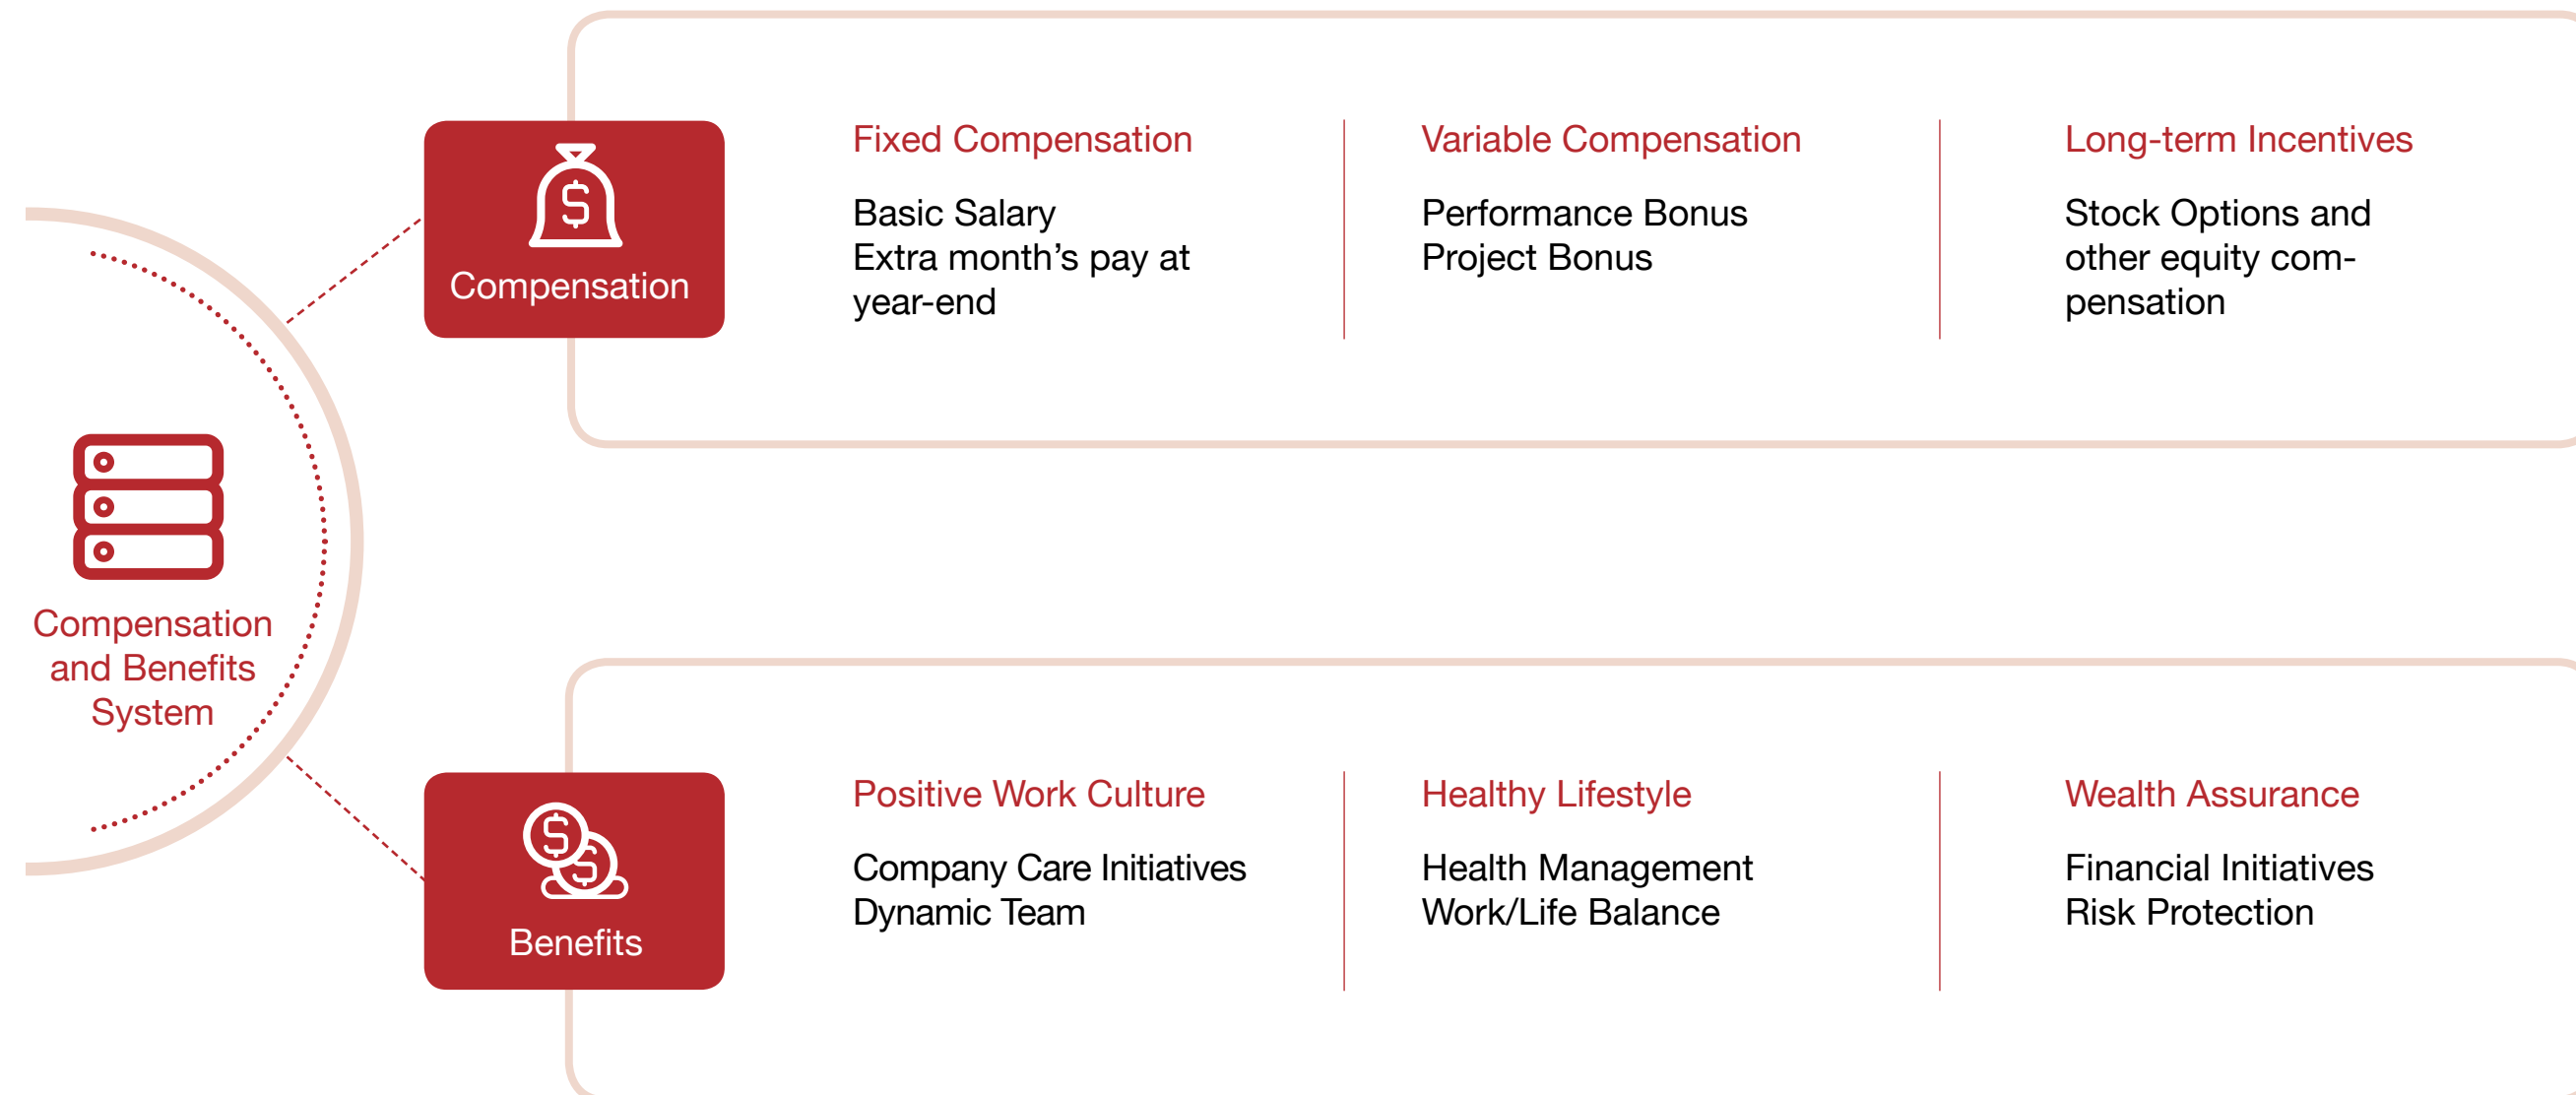 Compensation
and Benefits
System
Compensation
Fixed Compensation
Basic Salary
Extra month’s pay at
year-end
Variable Compensation
Performance Bonus
Project Bonus
Long-term Incentives
Stock Options and
other equity com-
pensation
Benefits
Positive Work Culture
Company Care Initiatives
Dynamic Team
Healthy Lifestyle
Health Management
Work/Life Balance
Wealth Assurance
Financial Initiatives
Risk Protection